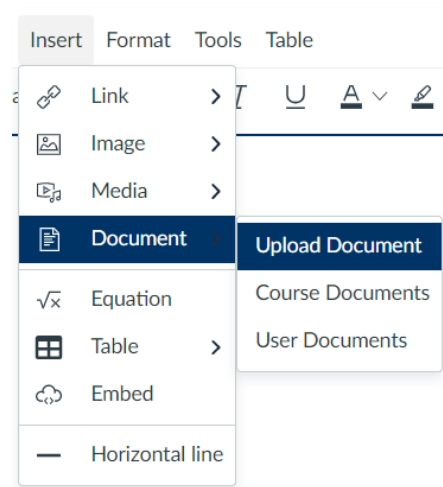 Insert Format Tools Table
Link
Image
Media
Document
Upload Document
Course Documents
User Documents
Equation
Table
Embed
Horizontal line